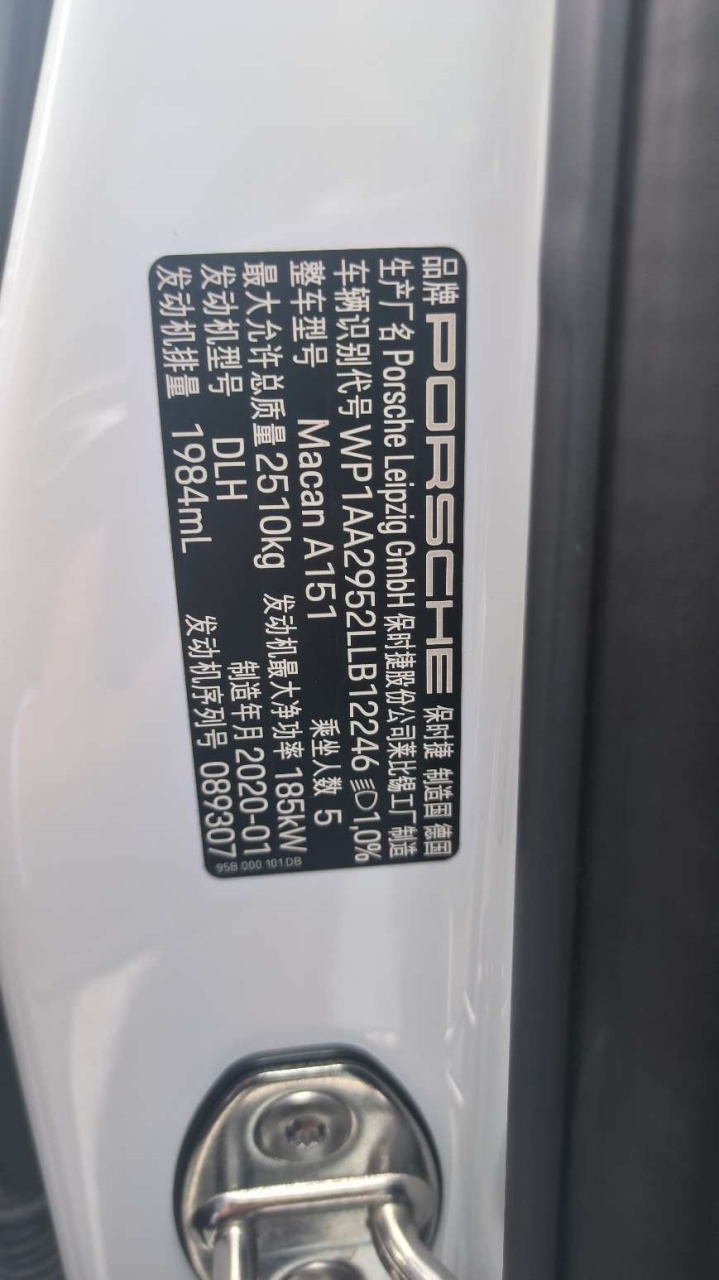 品牌 PORSCHE 保时捷 制造国 德国
生产厂名 Porsche Leipzig GmbH 保时捷股份公司莱比锡工厂 制造
车辆识别代号 WP1AA2952LLB12246 1,0%
整车型号 Macan A151 乘坐人数 5
最大允许总质量 2510kg 发动机最大净功率 185kW
发动机型号 DLH 制造年月 2020-01
发动机排量 1984mL 发动机序列号 089307
95B 000 101 DB